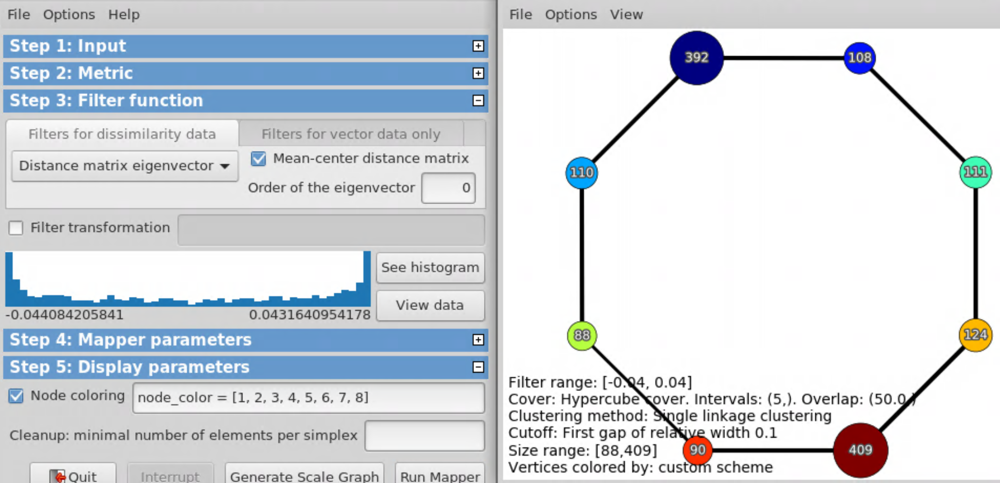 File Options Help
Step 1: Input
Step 2: Metric
Step 3: Filter function
Filters for dissimilarity data
Filters for vector data only
Distance matrix eigenvector
Mean-center distance matrix
Order of the eigenvector 0
Filter transformation
See histogram
View data
-0.044084205841 0.0431640954178
Step 4: Mapper parameters
Step 5: Display parameters
Node coloring node_color = [1, 2, 3, 4, 5, 6, 7, 8]
Cleanup: minimal number of elements per simplex
Quit Interrupt Generate Scale Graph Run Mapper
File Options View
392
108
110
111
88
124
Filter range: [-0.04, 0.04]
Cover: Hypercube cover. Intervals: (5,). Overlap: (50.0,)
Clustering method: Single linkage clustering
Cutoff: First gap of relative width 0.1
Size range: [88,409]
90
409
Vertices colored by: custom scheme